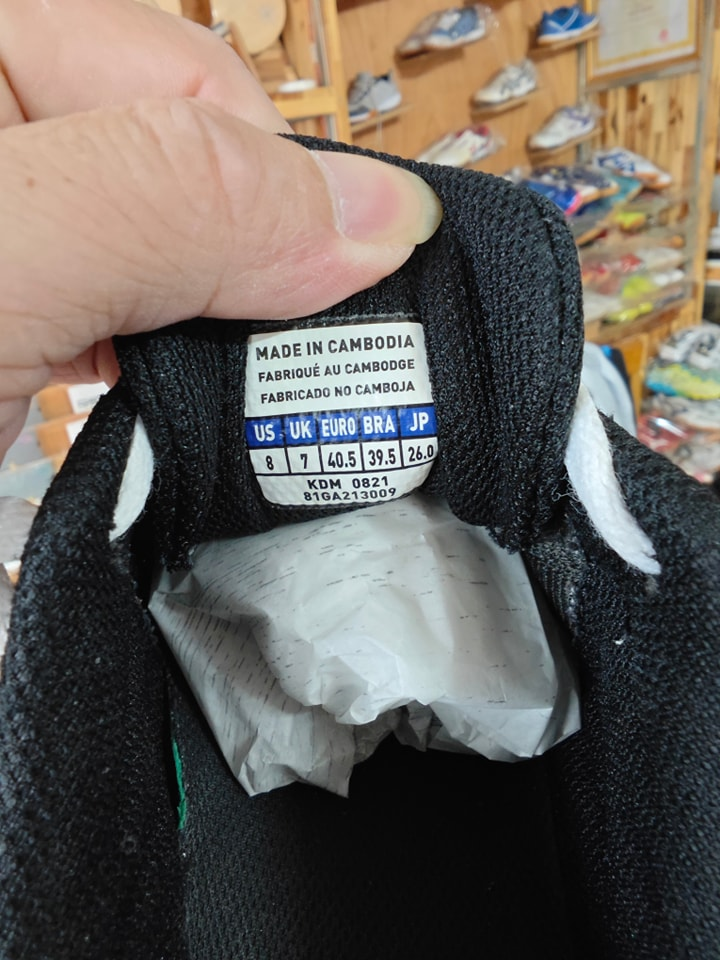 MADE IN CAMBODIA
FABRIQUÉ AU CAMBODGE
FABRICADO NO CAMBOJA
US UK EURO BRA JP
8 7 40.5 39.5 26.0
KDM 0821
81GA213009